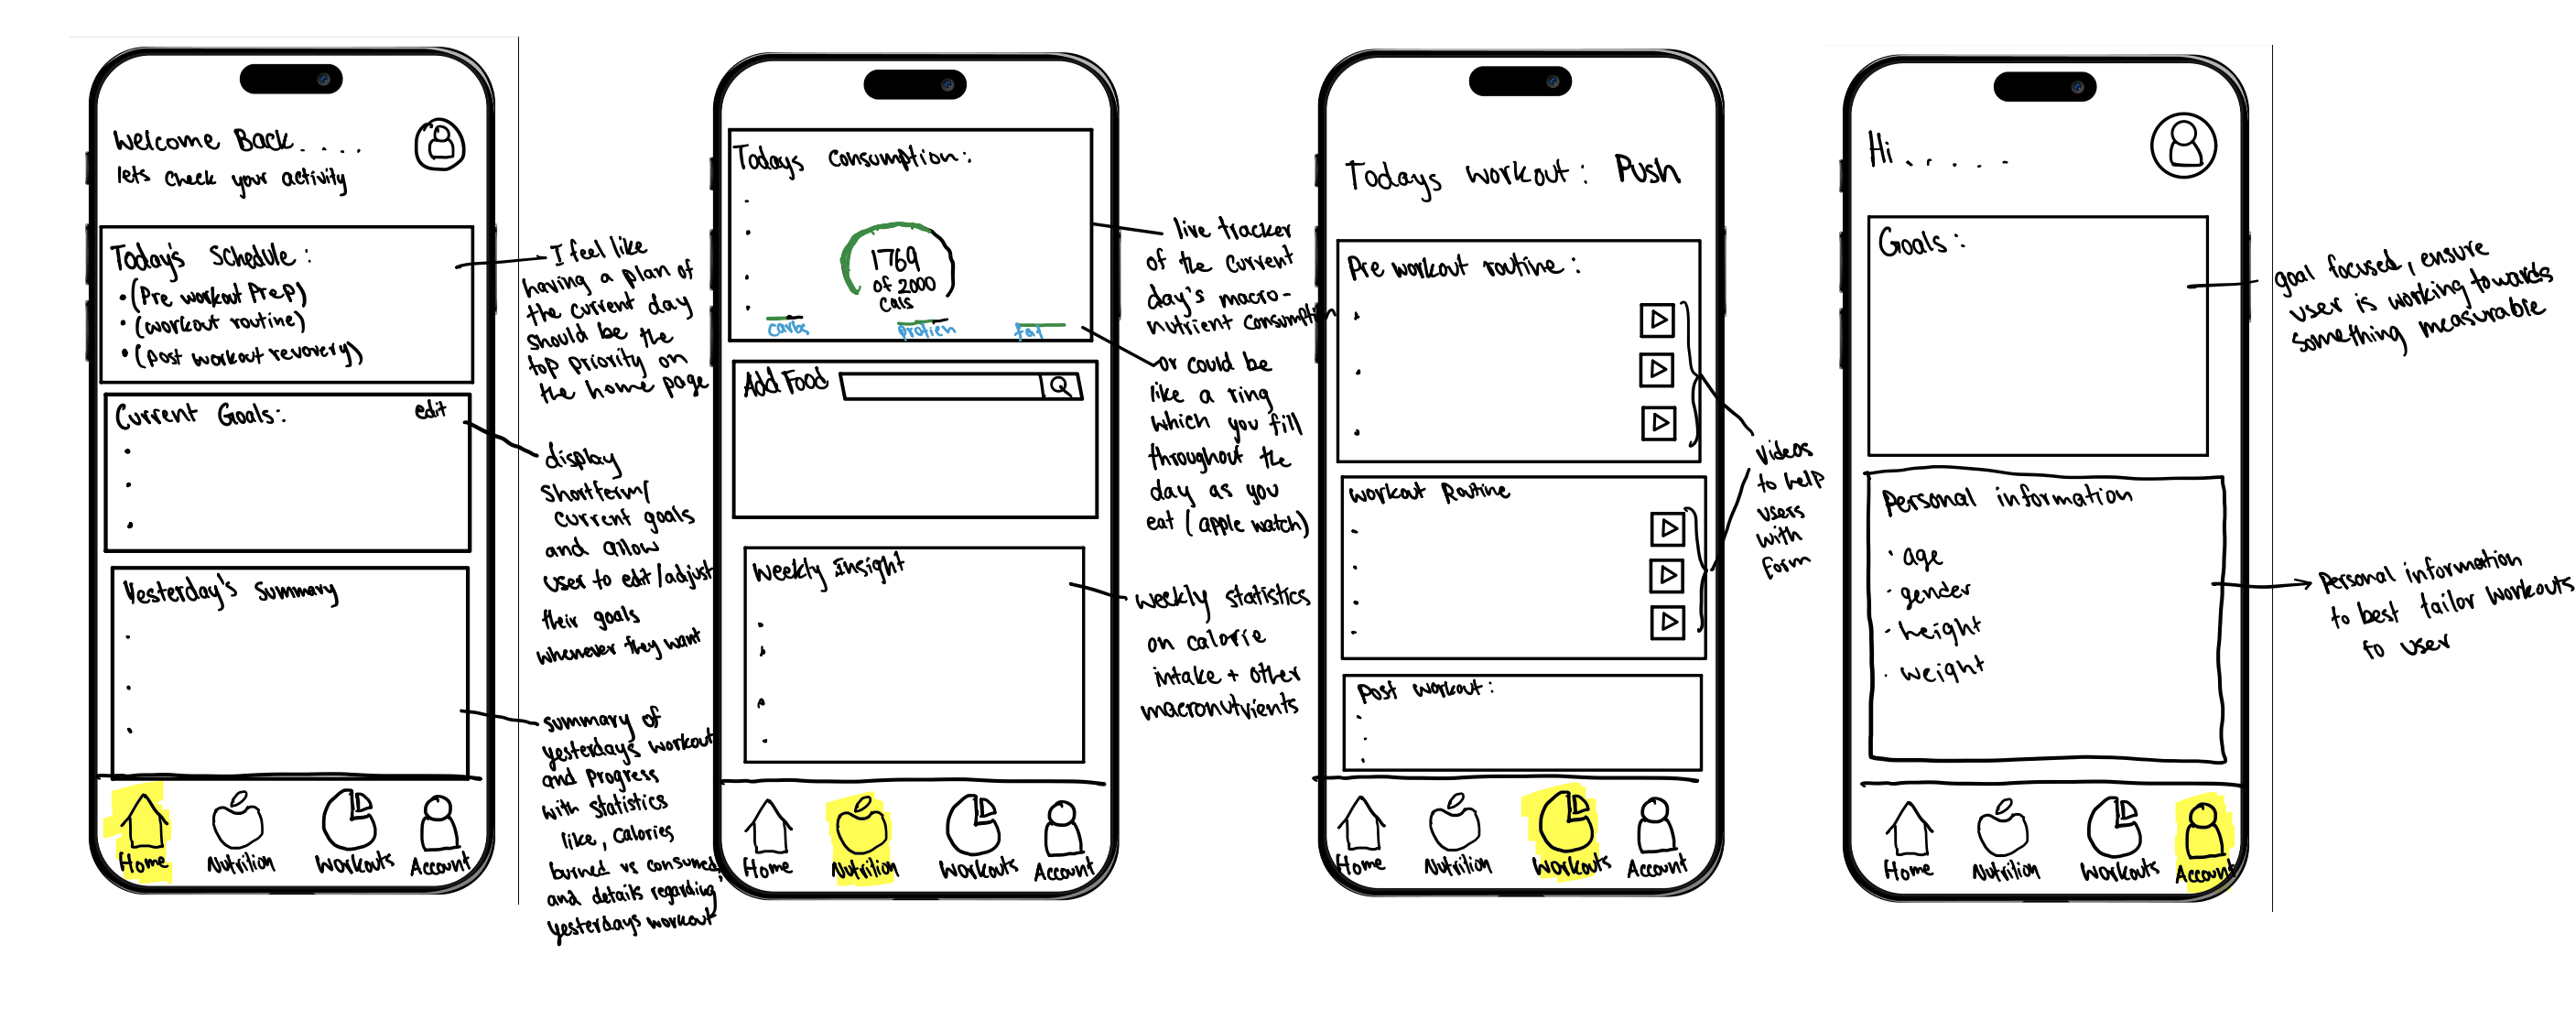 Welcome Back . . . .
lets check your activity
Today's Schedule :
• (Pre workout Prep)
• (workout routine)
• (post workout revovery)
Current Goals:
edit
Yesterday's Summary
Home
Nutrition
Workouts
Account
I feel like
having a plan of
the current day
should be the
top priority on
the home page
display
shortterm/
current goals
and allow
user to edit/adjust
their goals
whenever they want
summary of
yesterdays workout
and Progress
with statistics
like, calories
burned vs consumed,
and details regarding
yesterdays workout
Todays consumption:
1769
of 2000
cals
carbs
protien
fat
Add Food
Weekly Insight
Home
Nutrition
Workouts
Account
live tracker
of the current
day's macro-
nutrient consumption
or could be
like a ring
which you fill
throughout the
day as you
eat (apple watch)
weekly statistics
on calorie
intake + other
macronutrients
Todays workout: Push
Pre workout routine :
workout Routine
Post workout :
Home
Nutrition
Workouts
Account
Videos
to help
users
with
form
Hi . . . . .
Goals :
Personal information
· age
· gender
· height
· weight
Home
Nutrition
Workouts
Account
goal focused, ensure
user is working towards
something measurable
Personal information
to best tailor workouts
to user